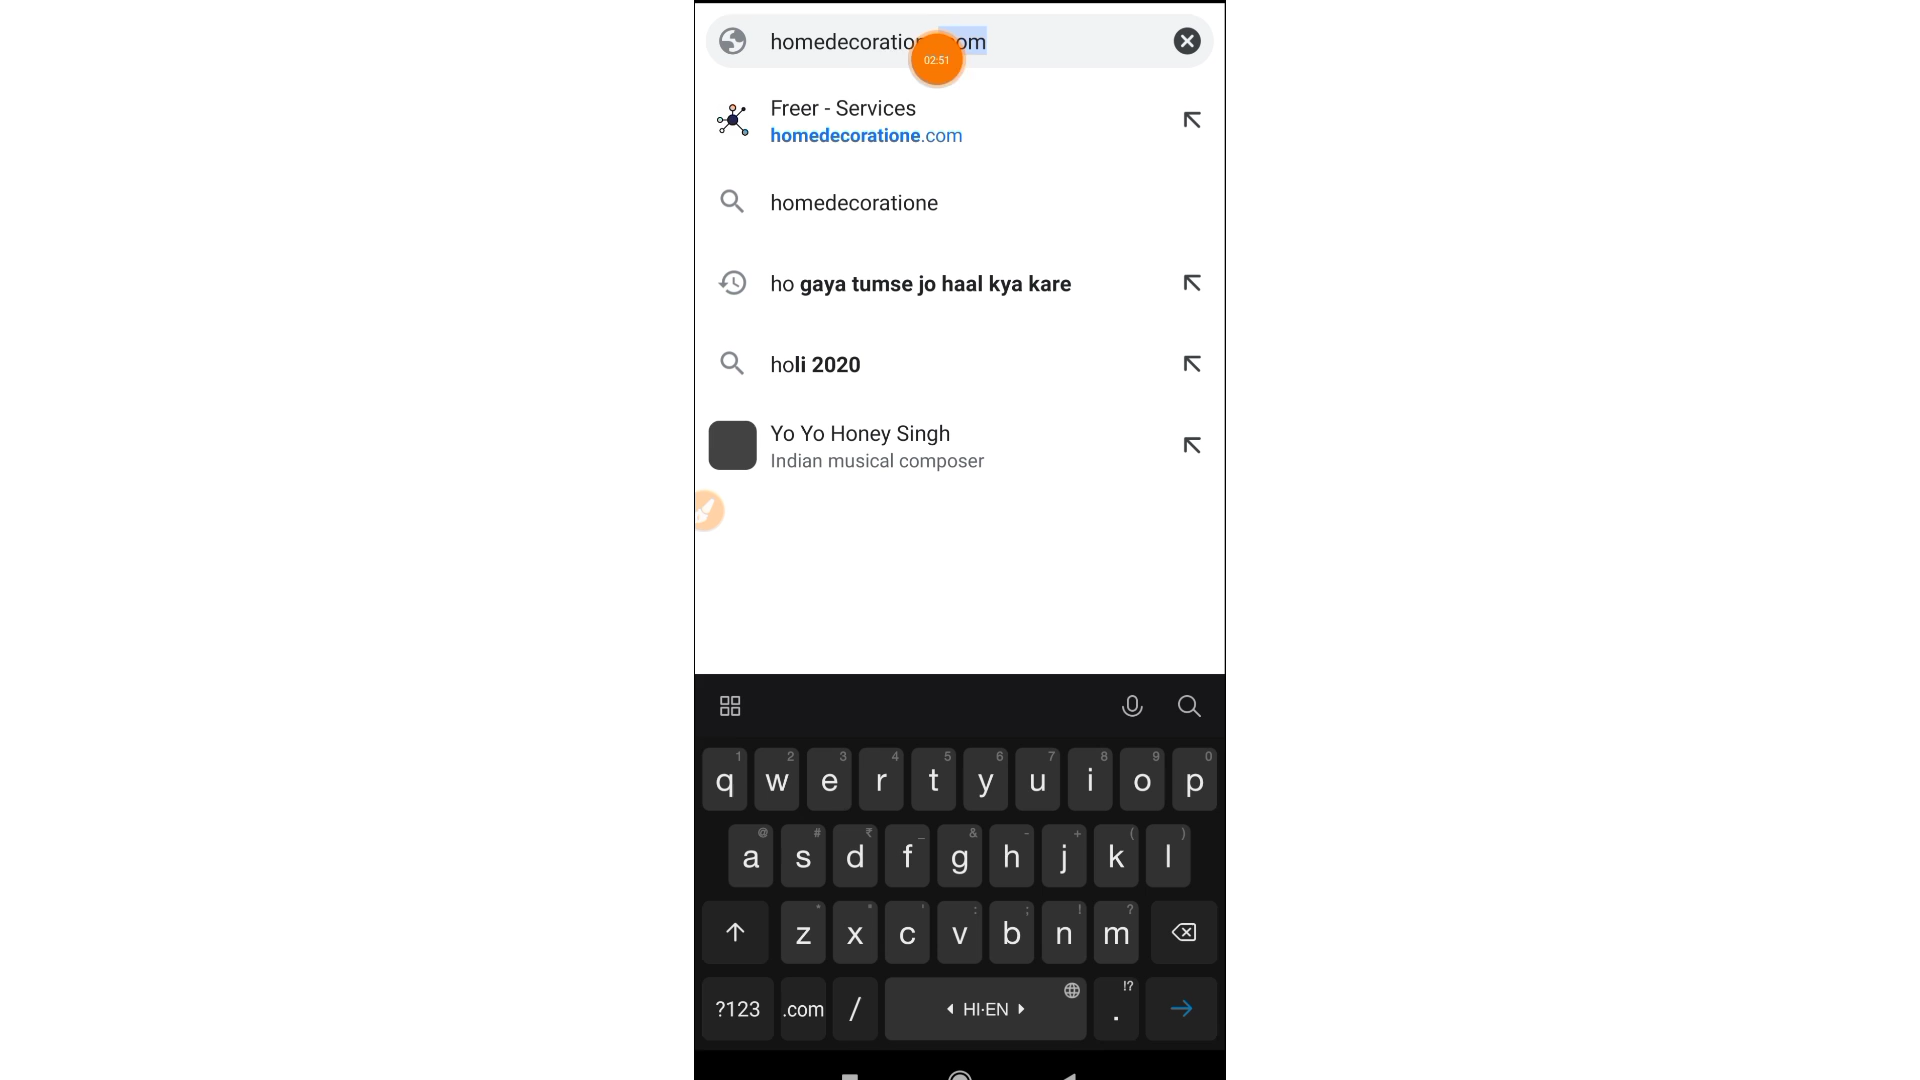 homedecoration om
02:51
Freer - Services
homedecoratione.com
homedecoratione
ho gaya tumse jo haal kya kare
holi 2020
Yo Yo Honey Singh
Indian musical composer
1 2 3 4 5 6 7 8 9 0
q w e r t y u i o p
@ # ₹ _ & - + ( )
a s d f g h j k l
* " ' : ; ! ?
z x c v b n m
!?
?123 .com / HI·EN .